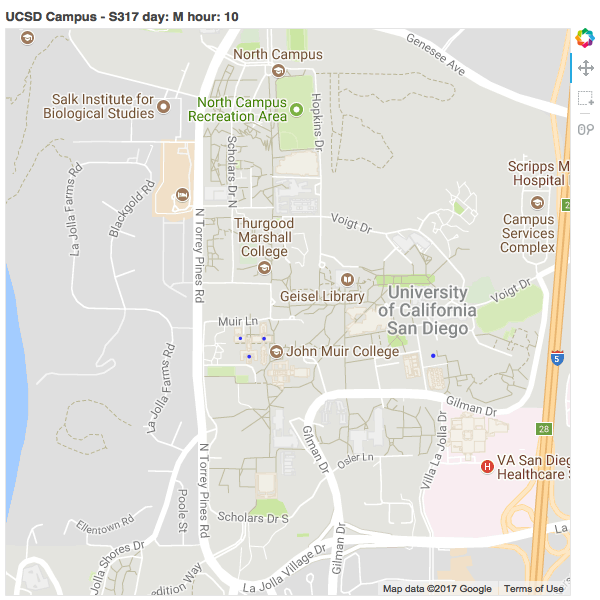 UCSD Campus - S317 day: M hour: 10
Genesee Ave
North Campus
Salk Institute for
Biological Studies
North Campus
Recreation Area
Hopkins Dr
Scholars Dr N
La Jolla Farms Rd
Blackgold Rd
Scripps M
Hospital
2
Campus
Services
Complex
N Torrey Pines Rd
Thurgood
Marshall
College
Voigt Dr
Geisel Library
University
of California
San Diego
Voigt Dr
Muir Ln
John Muir College
5
La Jolla Farms Rd
Gilman Dr
Gilman Dr
Villa La Jolla Dr
28
Osler Ln
VA San Dieg
Healthcare
N Torrey Pines Rd
Poole St
Ellentown Rd
Scholars Dr S
La
La Jolla Shores Dr
Gilman Dr
La Jolla Village Dr
edition Way
Map data ©2017 Google
Terms of Use
H